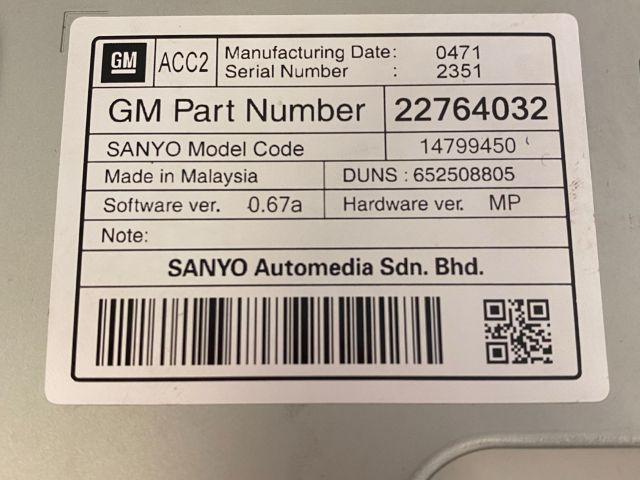 GM ACC2 Manufacturing Date: 0471
Serial Number : 2351
GM Part Number 22764032
SANYO Model Code 14799450
Made in Malaysia DUNS : 652508805
Software ver. 0.67a Hardware ver. MP
Note:
SANYO Automedia Sdn. Bhd.